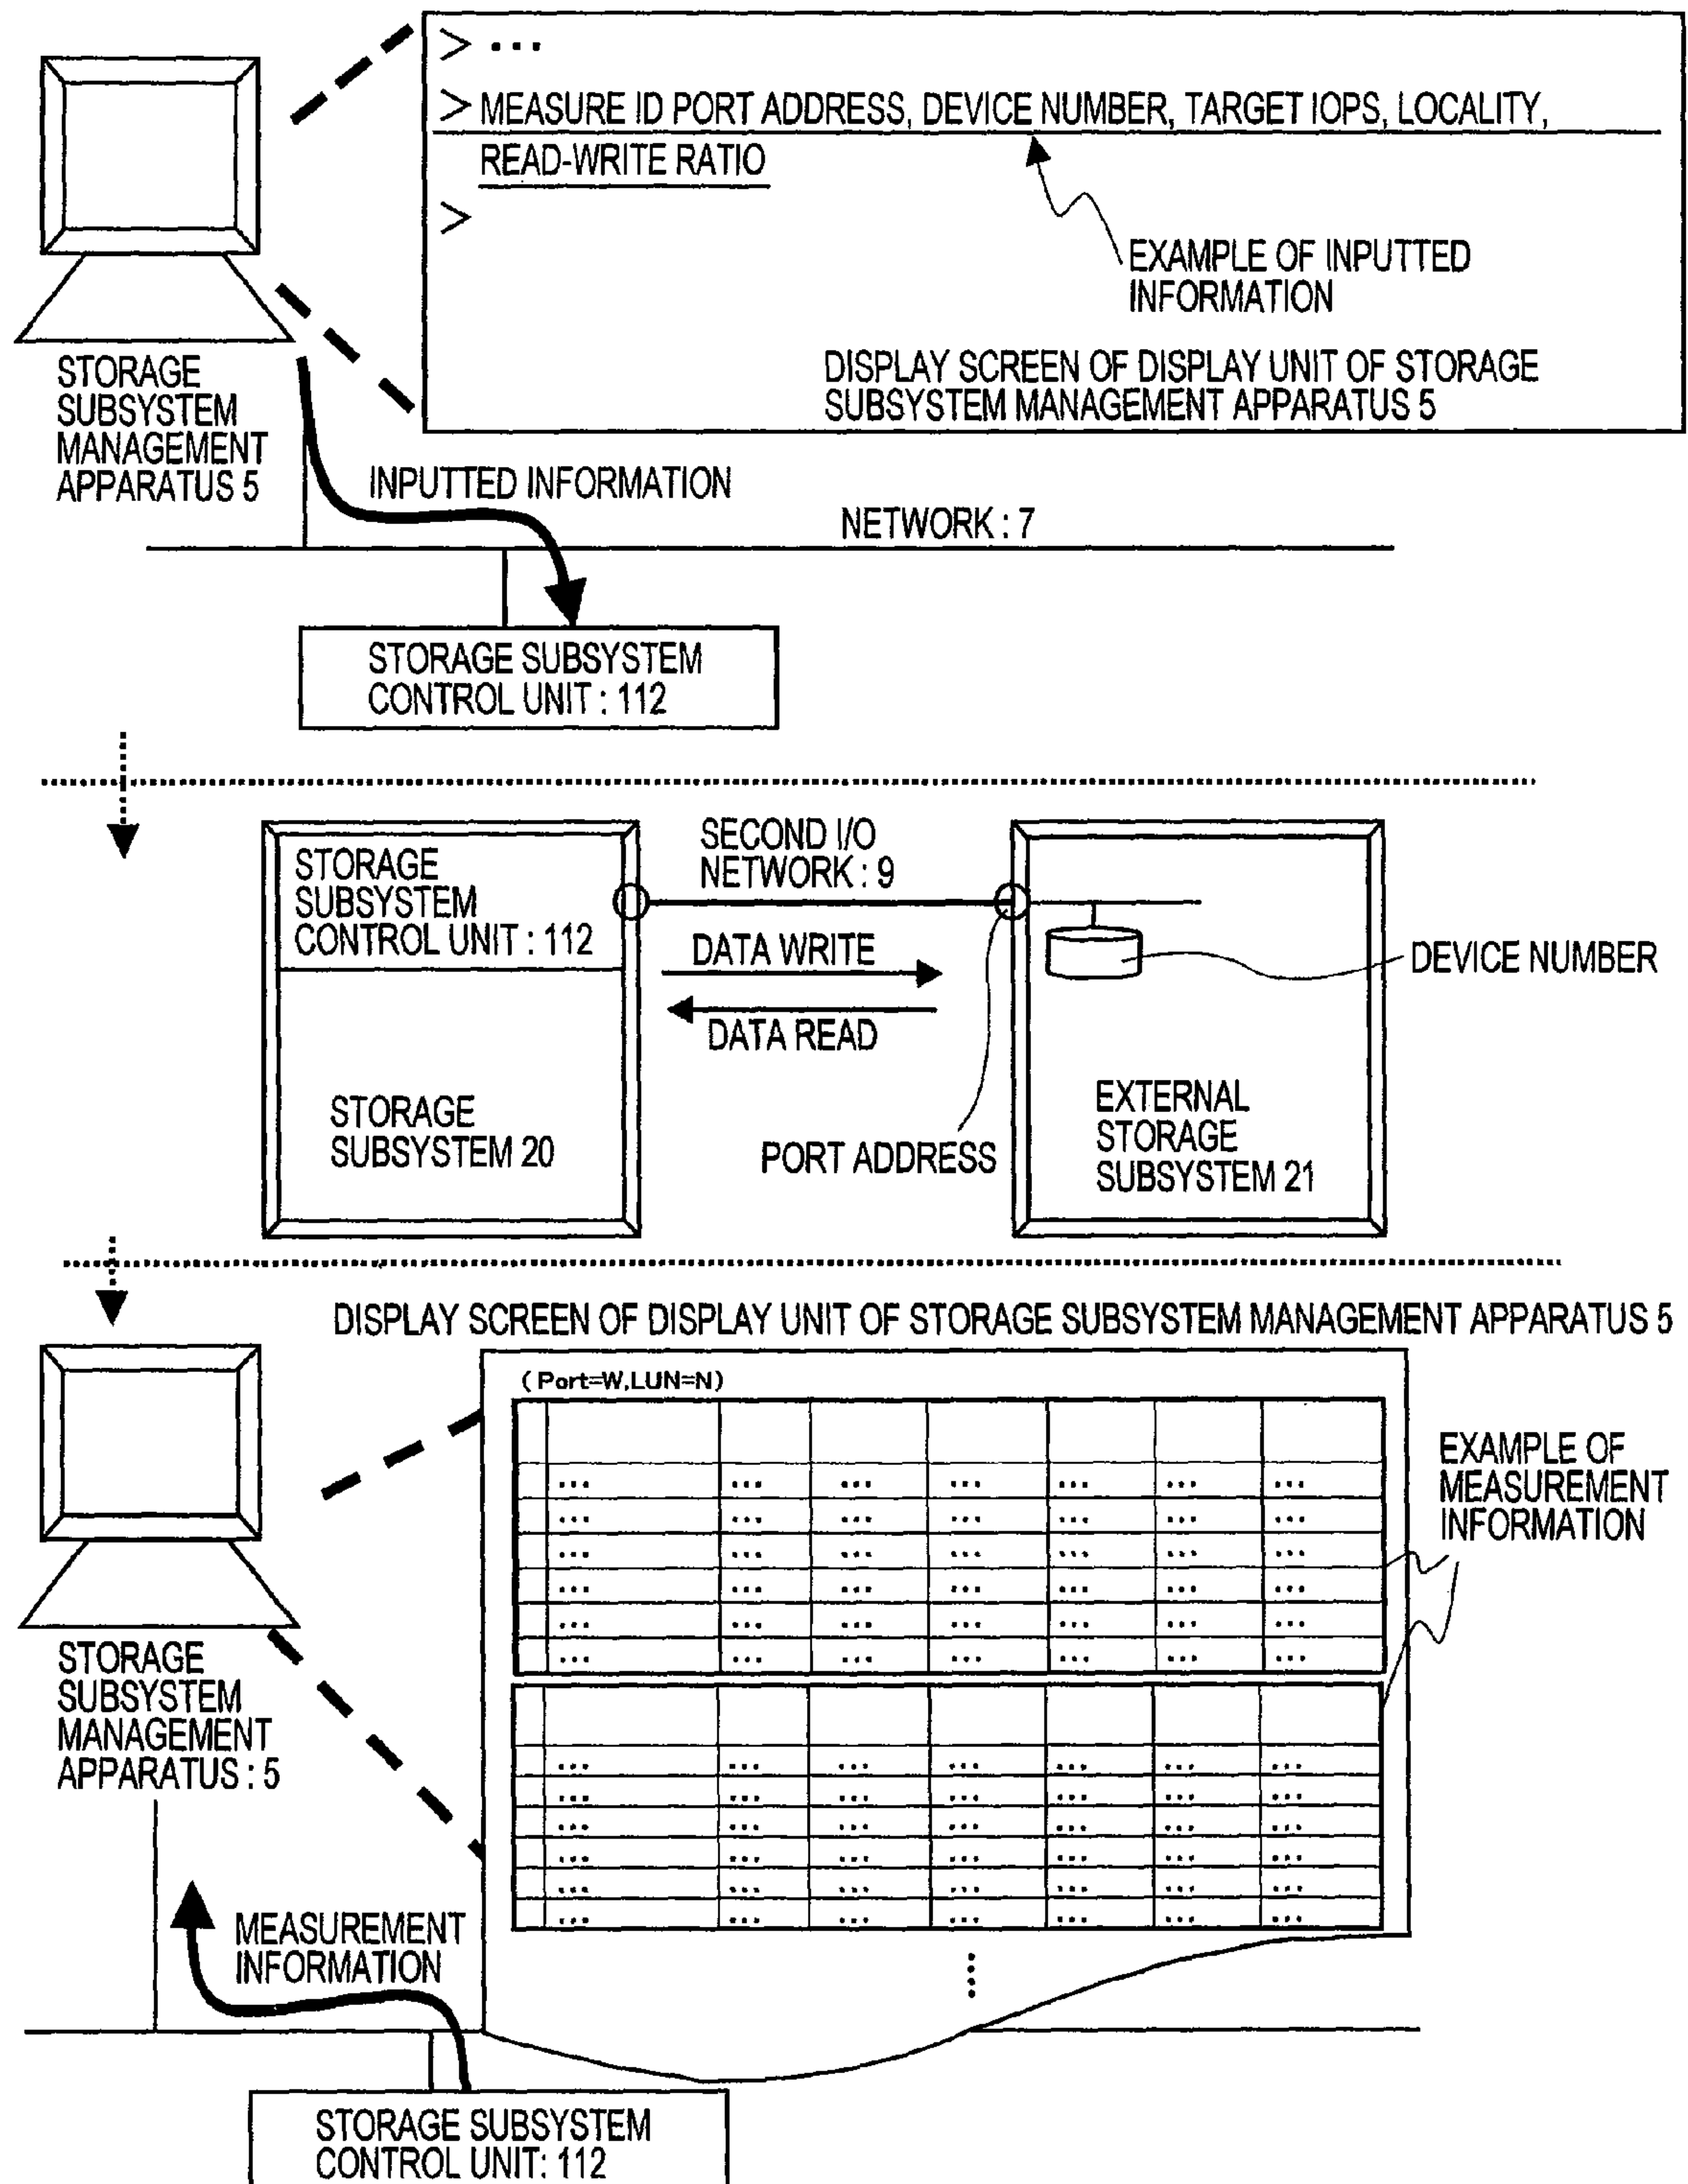 > ...
> MEASURE ID PORT ADDRESS, DEVICE NUMBER, TARGET IOPS, LOCALITY,
READ-WRITE RATIO
>
EXAMPLE OF INPUTTED
INFORMATION
DISPLAY SCREEN OF DISPLAY UNIT OF STORAGE
SUBSYSTEM MANAGEMENT APPARATUS 5
STORAGE
SUBSYSTEM
MANAGEMENT
APPARATUS 5
INPUTTED INFORMATION
NETWORK : 7
STORAGE SUBSYSTEM
CONTROL UNIT : 112
STORAGE
SUBSYSTEM
CONTROL UNIT : 112
SECOND I/O
NETWORK : 9
DATA WRITE
DATA READ
DEVICE NUMBER
STORAGE
SUBSYSTEM 20
PORT ADDRESS
EXTERNAL
STORAGE
SUBSYSTEM 21
DISPLAY SCREEN OF DISPLAY UNIT OF STORAGE SUBSYSTEM MANAGEMENT APPARATUS 5
(Port=W,LUN=N)
... ... ... ... ... ... ...
... ... ... ... ... ... ...
... ... ... ... ... ... ...
... ... ... ... ... ... ...
... ... ... ... ... ... ...
... ... ... ... ... ... ...
... ... ... ... ... ... ...
... ... ... ... ... ... ...
... ... ... ... ... ... ...
... ... ... ... ... ... ...
... ... ... ... ... ... ...
... ... ... ... ... ... ...
EXAMPLE OF
MEASUREMENT
INFORMATION
STORAGE
SUBSYSTEM
MANAGEMENT
APPARATUS : 5
MEASUREMENT
INFORMATION
STORAGE SUBSYSTEM
CONTROL UNIT: 112